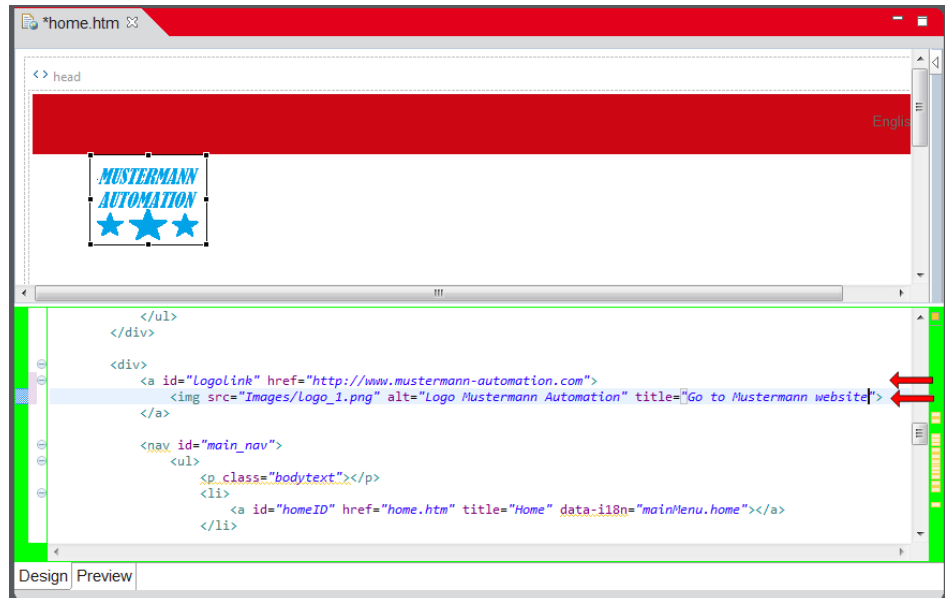 *home.htm
head
Englis
MUSTERMANN
AUTOMATION
</ul>
</div>
<div>
<a id="logolink" href="http://www.mustermann-automation.com">
<img src="Images/logo_1.png" alt="Logo Mustermann Automation" title="Go to Mustermann website">
</a>
<nav id="main_nav">
<ul>
<p class="bodytext"></p>
<li>
<a id="homeID" href="home.htm" title="Home" data-i18n="mainMenu.home"></a>
</li>
Design Preview